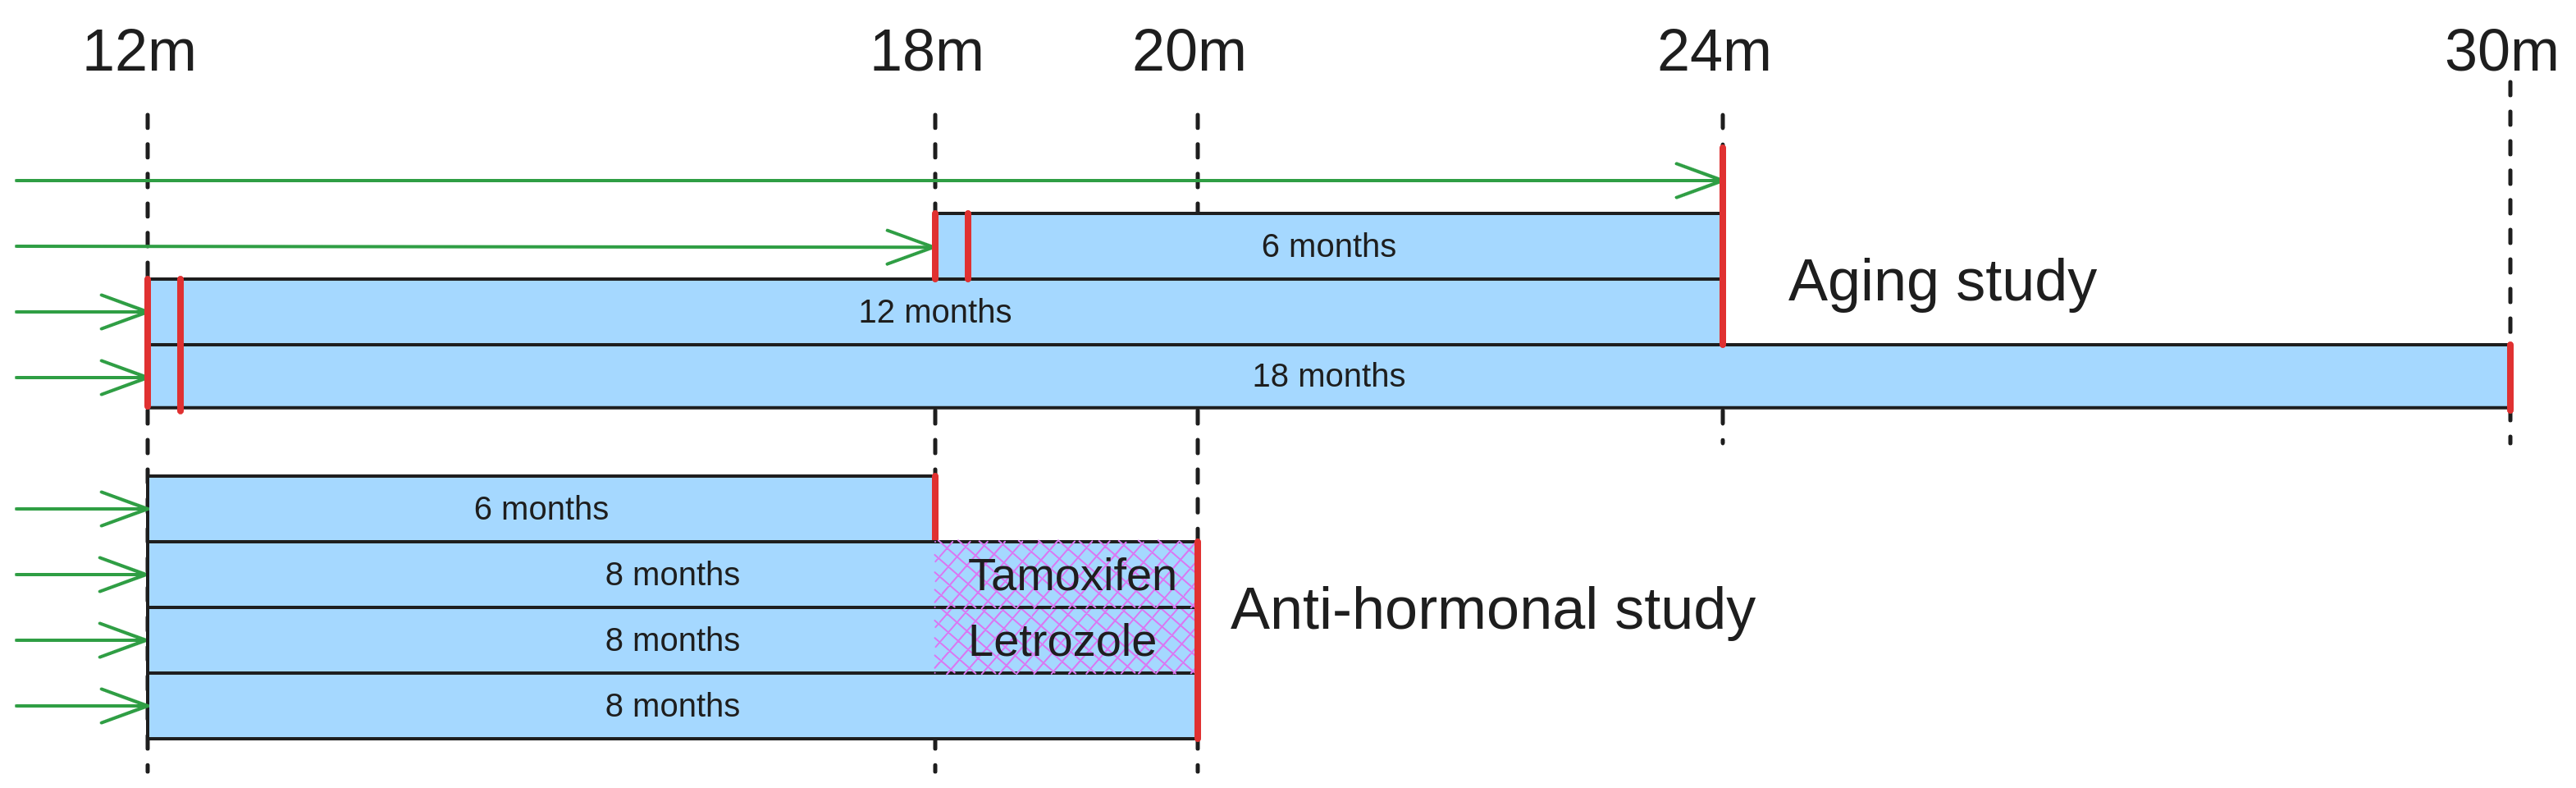 12m
18m
20m
24m
30m
6 months
Aging study
12 months
18 months
6 months
8 months
Tamoxifen
Anti-hormonal study
8 months
Letrozole
8 months